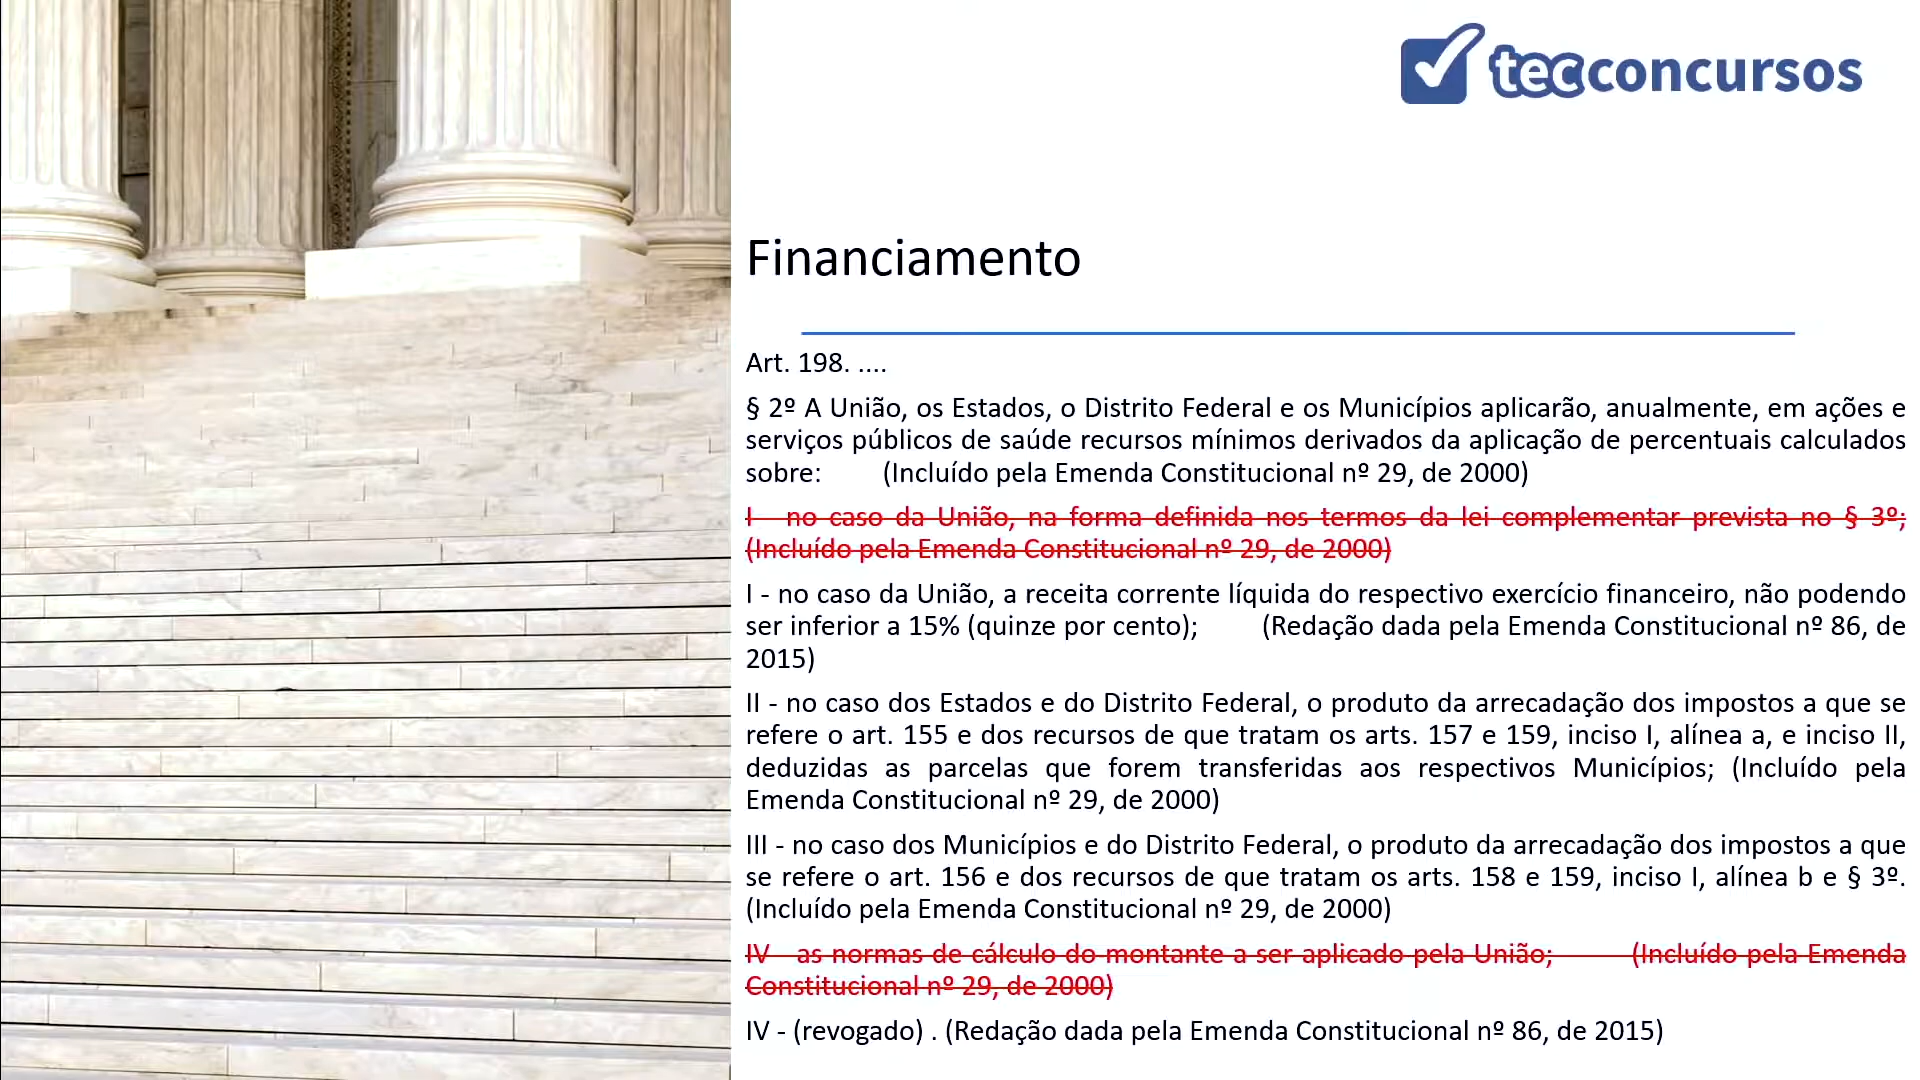 tecconcursos
Financiamento
Art. 198. ....
§ 2º A União, os Estados, o Distrito Federal e os Municípios aplicarão, anualmente, em ações e
serviços públicos de saúde recursos mínimos derivados da aplicação de percentuais calculados
sobre: (Incluído pela Emenda Constitucional nº 29, de 2000)
I - no caso da União, na forma definida nos termos da lei complementar prevista no § 3º;
(Incluído pela Emenda Constitucional nº 29, de 2000)
I - no caso da União, a receita corrente líquida do respectivo exercício financeiro, não podendo
ser inferior a 15% (quinze por cento); (Redação dada pela Emenda Constitucional nº 86, de
2015)
II - no caso dos Estados e do Distrito Federal, o produto da arrecadação dos impostos a que se
refere o art. 155 e dos recursos de que tratam os arts. 157 e 159, inciso I, alínea a, e inciso II,
deduzidas as parcelas que forem transferidas aos respectivos Municípios; (Incluído pela
Emenda Constitucional nº 29, de 2000)
III - no caso dos Municípios e do Distrito Federal, o produto da arrecadação dos impostos a que
se refere o art. 156 e dos recursos de que tratam os arts. 158 e 159, inciso I, alínea b e § 3º.
(Incluído pela Emenda Constitucional nº 29, de 2000)
IV - as normas de cálculo do montante a ser aplicado pela União; (Incluído pela Emenda
Constitucional nº 29, de 2000)
IV - (revogado) . (Redação dada pela Emenda Constitucional nº 86, de 2015)